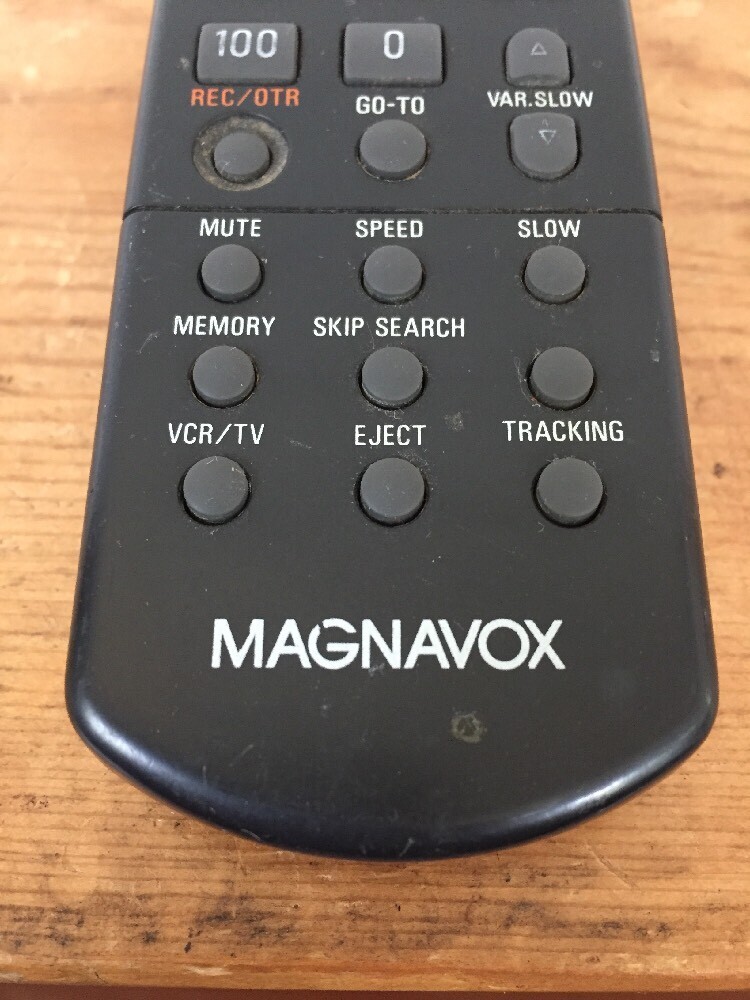 100 0
REC/OTR GO-TO VAR.SLOW
MUTE SPEED SLOW
MEMORY SKIP SEARCH
VCR/TV EJECT TRACKING
MAGNAVOX